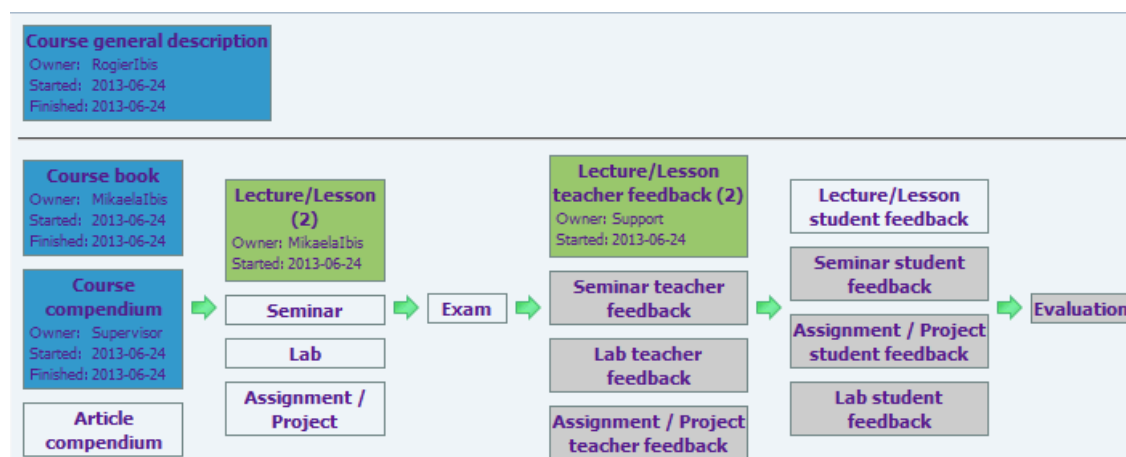 Course general description
Owner: RogierIbis
Started: 2013-06-24
Finished: 2013-06-24
Course book
Owner: MikaelaIbis
Started: 2013-06-24
Finished: 2013-06-24
Course
compendium
Owner: Supervisor
Started: 2013-06-24
Finished: 2013-06-24
Article
compendium
Lecture/Lesson
(2)
Owner: MikaelaIbis
Started: 2013-06-24
Seminar
Lab
Assignment /
Project
Exam
Lecture/Lesson
teacher feedback (2)
Owner: Support
Started: 2013-06-24
Seminar teacher
feedback
Lab teacher
feedback
Assignment / Project
teacher feedback
Lecture/Lesson
student feedback
Seminar student
feedback
Assignment / Project
student feedback
Lab student
feedback
Evaluation